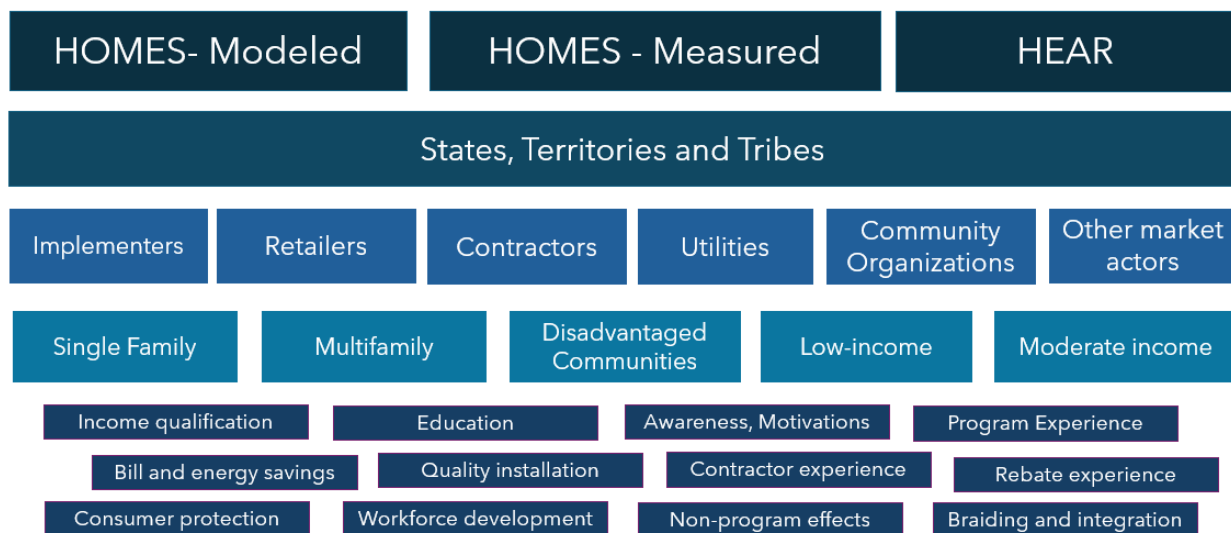 HOMES- Modeled
HOMES - Measured
HEAR
States, Territories and Tribes
Implementers
Retailers
Contractors
Utilities
Community
Organizations
Other market
actors
Single Family
Multifamily
Disadvantaged
Communities
Low-income
Moderate income
Income qualification
Education
Awareness, Motivations
Program Experience
Bill and energy savings
Quality installation
Contractor experience
Rebate experience
Consumer protection
Workforce development
Non-program effects
Braiding and integration